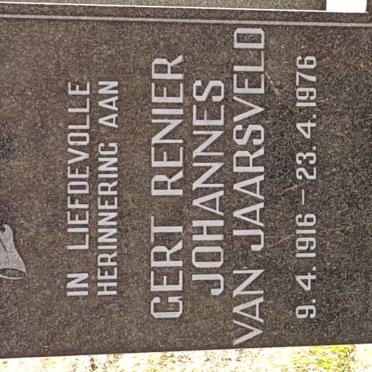 IN LIEFDEVOLLE
HERINNERING AAN
GERT RENIER
JOHANNES
VAN JAARSVELD
9. 4. 1916 – 23. 4. 1976